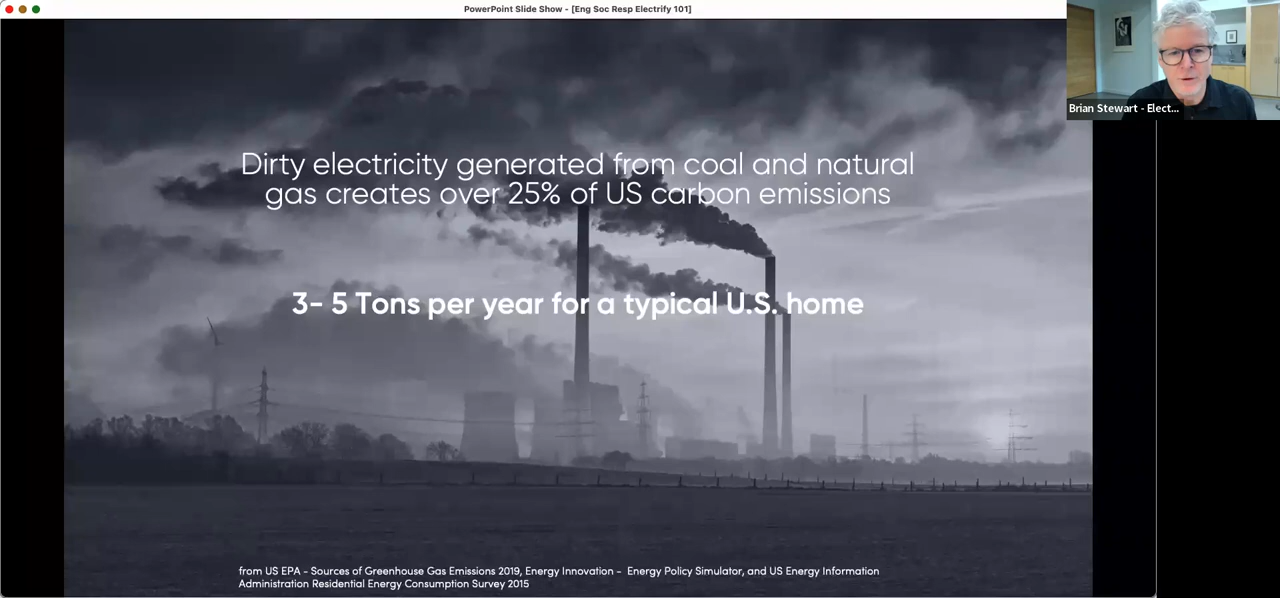 PowerPoint Slide Show - [Eng Soc Resp Electrify 101]
Brian Stewart - Elect...
Dirty electricity generated from coal and natural
gas creates over 25% of US carbon emissions
3- 5 Tons per year for a typical U.S. home
from US EPA - Sources of Greenhouse Gas Emissions 2019, Energy Innovation - Energy Policy Simulator, and US Energy Information
Administration Residential Energy Consumption Survey 2015